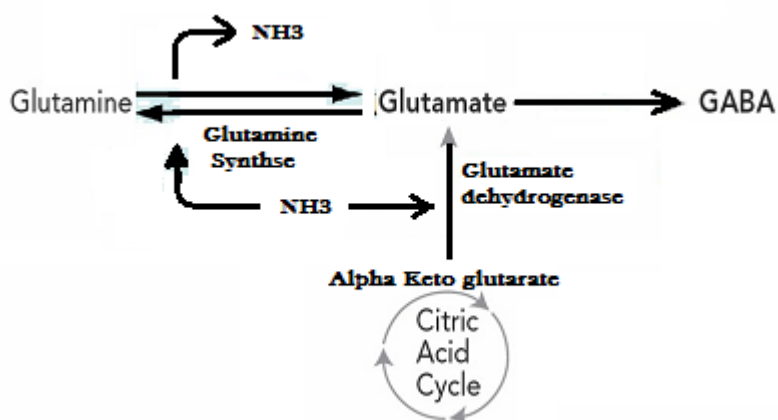 NH3
Glutamine
Glutamate
GABA
Glutamine
Synthse
Glutamate
dehydrogenase
NH3
Alpha Keto glutarate
Citric
Acid
Cycle